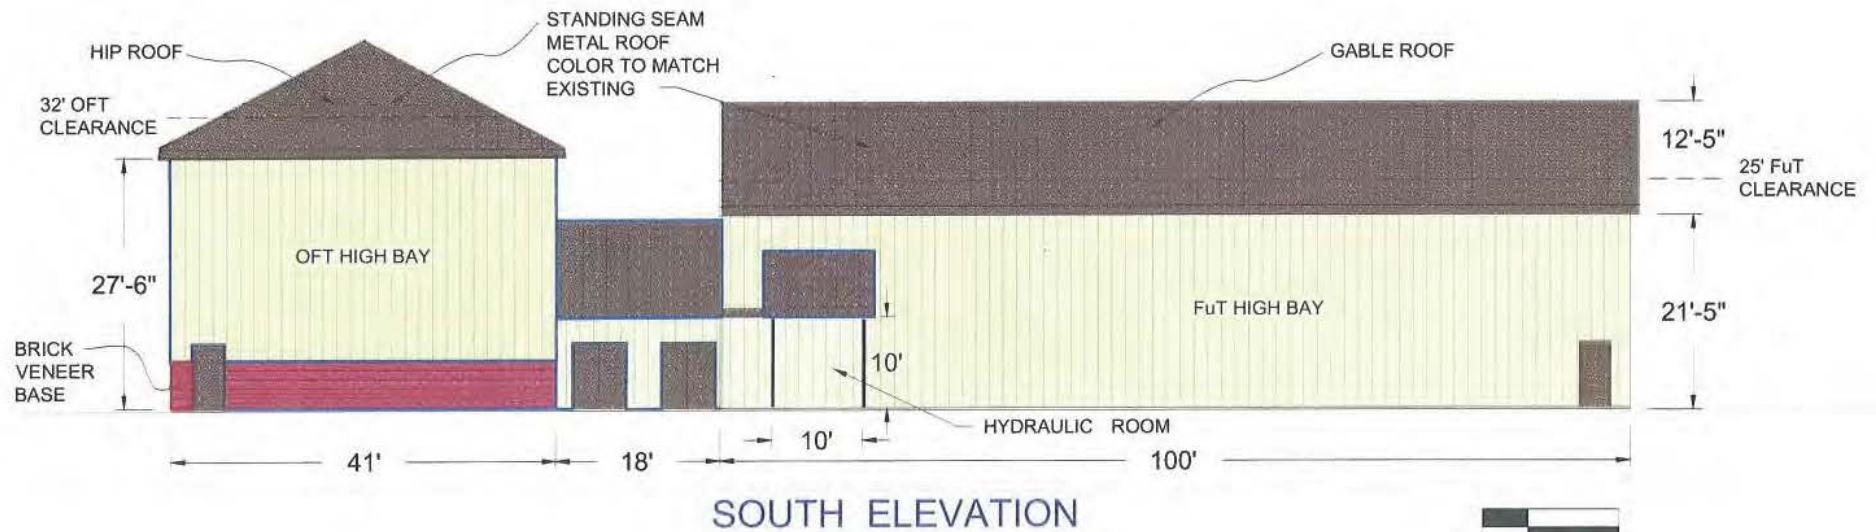 HIP ROOF
STANDING SEAM
METAL ROOF
COLOR TO MATCH
EXISTING
GABLE ROOF
32' OFT
CLEARANCE
12'-5"
25' FuT
CLEARANCE
OFT HIGH BAY
27'-6"
FuT HIGH BAY
21'-5"
BRICK
VENEER
BASE
10'
HYDRAULIC ROOM
10'
41'
18'
100'
SOUTH ELEVATION